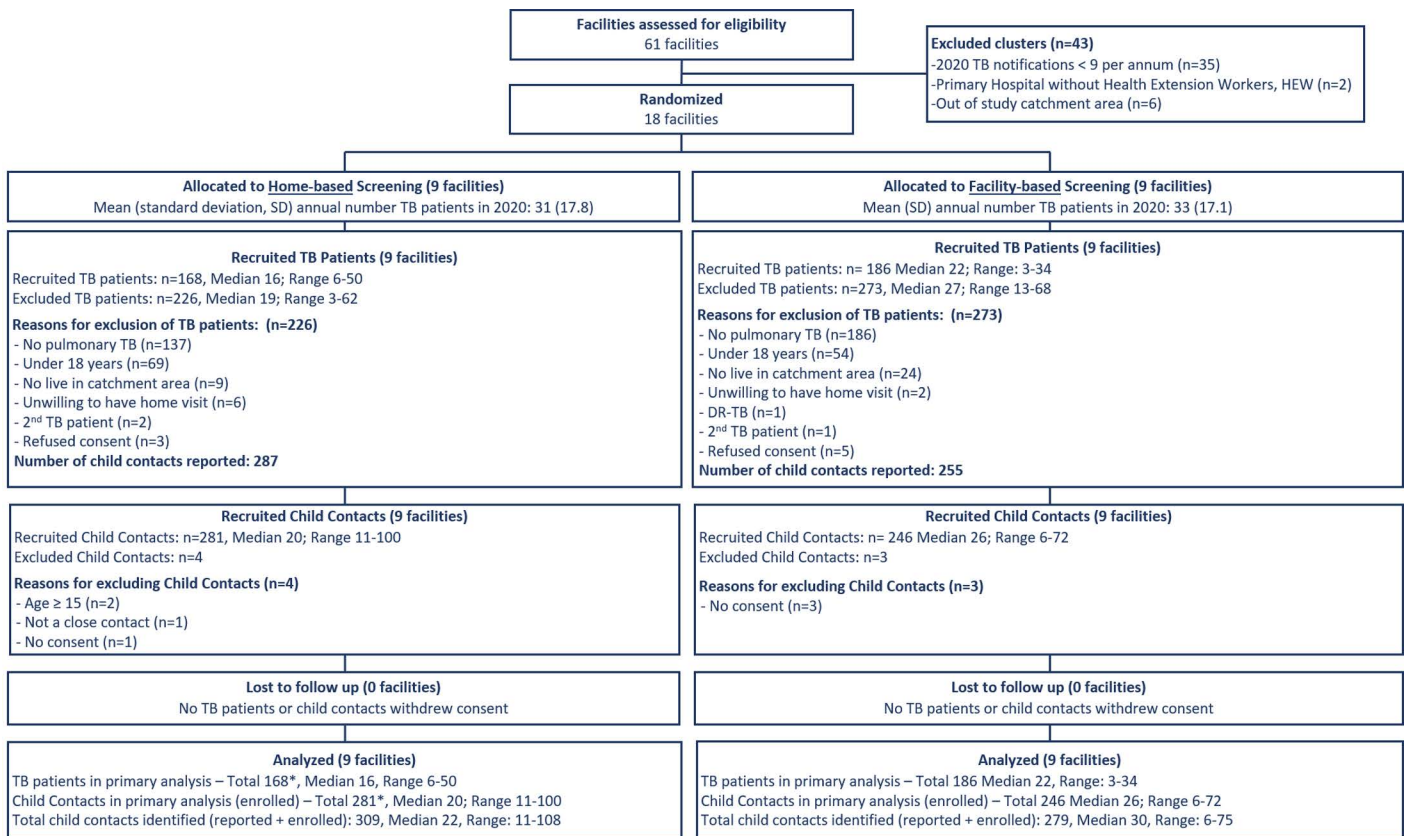 Facilities assessed for eligibility
61 facilities
Excluded clusters (n=43)
-2020 TB notifications < 9 per annum (n=35)
-Primary Hospital without Health Extension Workers, HEW (n=2)
-Out of study catchment area (n=6)
Randomized
18 facilities
Allocated to Home-based Screening (9 facilities)
Mean (standard deviation, SD) annual number TB patients in 2020: 31 (17.8)
Allocated to Facility-based Screening (9 facilities)
Mean (SD) annual number TB patients in 2020: 33 (17.1)
Recruited TB Patients (9 facilities)
Recruited TB patients: n=168, Median 16; Range 6-50
Excluded TB patients: n=226, Median 19; Range 3-62
Reasons for exclusion of TB patients: (n=226)
- No pulmonary TB (n=137)
- Under 18 years (n=69)
- No live in catchment area (n=9)
- Unwilling to have home visit (n=6)
- 2nd TB patient (n=2)
- Refused consent (n=3)
Number of child contacts reported: 287
Recruited TB Patients (9 facilities)
Recruited TB patients: n= 186 Median 22; Range: 3-34
Excluded TB patients: n=273, Median 27; Range 13-68
Reasons for exclusion of TB patients: (n=273)
- No pulmonary TB (n=186)
- Under 18 years (n=54)
- No live in catchment area (n=24)
- Unwilling to have home visit (n=2)
- DR-TB (n=1)
- 2nd TB patient (n=1)
- Refused consent (n=5)
Number of child contacts reported: 255
Recruited Child Contacts (9 facilities)
Recruited Child Contacts: n=281, Median 20; Range 11-100
Excluded Child Contacts: n=4
Reasons for excluding Child Contacts (n=4)
- Age ≥ 15 (n=2)
- Not a close contact (n=1)
- No consent (n=1)
Recruited Child Contacts (9 facilities)
Recruited Child Contacts: n= 246 Median 26; Range 6-72
Excluded Child Contacts: n=3
Reasons for excluding Child Contacts (n=3)
- No consent (n=3)
Lost to follow up (0 facilities)
No TB patients or child contacts withdrew consent
Lost to follow up (0 facilities)
No TB patients or child contacts withdrew consent
Analyzed (9 facilities)
TB patients in primary analysis – Total 168*, Median 16, Range 6-50
Child Contacts in primary analysis (enrolled) – Total 281*, Median 20; Range 11-100
Total child contacts identified (reported + enrolled): 309, Median 22, Range: 11-108
Analyzed (9 facilities)
TB patients in primary analysis – Total 186 Median 22, Range: 3-34
Child Contacts in primary analysis (enrolled) – Total 246 Median 26; Range 6-72
Total child contacts identified (reported + enrolled): 279, Median 30, Range: 6-75